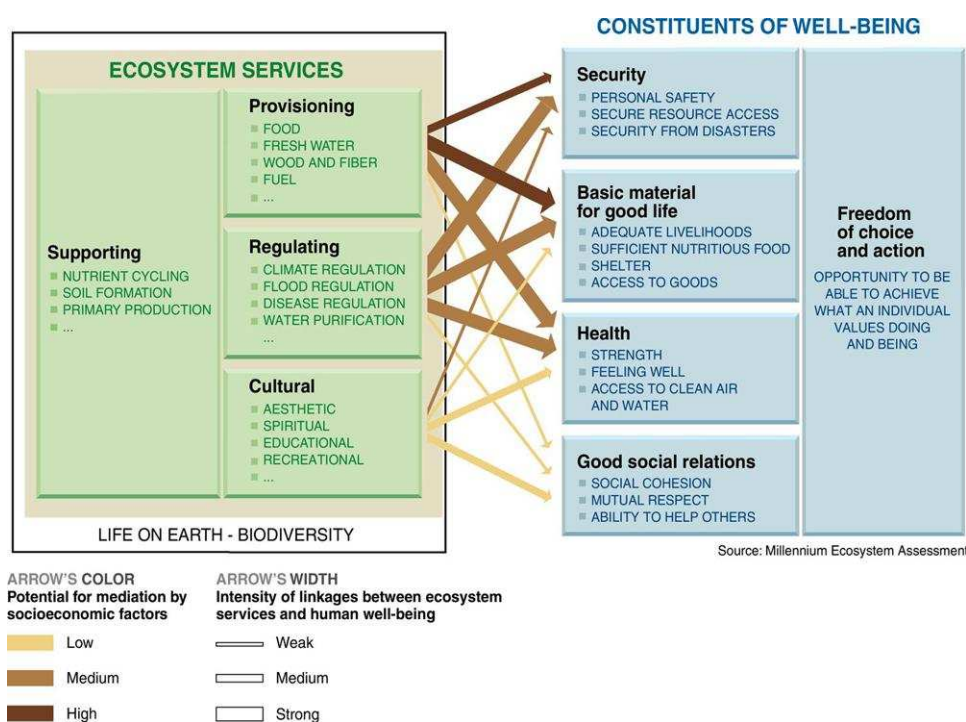 CONSTITUENTS OF WELL-BEING
ECOSYSTEM SERVICES
Supporting
NUTRIENT CYCLING
SOIL FORMATION
PRIMARY PRODUCTION
...
Provisioning
FOOD
FRESH WATER
WOOD AND FIBER
FUEL
...
Regulating
CLIMATE REGULATION
FLOOD REGULATION
DISEASE REGULATION
WATER PURIFICATION
...
Cultural
AESTHETIC
SPIRITUAL
EDUCATIONAL
RECREATIONAL
...
LIFE ON EARTH - BIODIVERSITY
Security
PERSONAL SAFETY
SECURE RESOURCE ACCESS
SECURITY FROM DISASTERS
Basic material
for good life
ADEQUATE LIVELIHOODS
SUFFICIENT NUTRITIOUS FOOD
SHELTER
ACCESS TO GOODS
Health
STRENGTH
FEELING WELL
ACCESS TO CLEAN AIR
AND WATER
Good social relations
SOCIAL COHESION
MUTUAL RESPECT
ABILITY TO HELP OTHERS
Freedom
of choice
and action
OPPORTUNITY TO BE
ABLE TO ACHIEVE
WHAT AN INDIVIDUAL
VALUES DOING
AND BEING
Source: Millennium Ecosystem Assessment
ARROW'S COLOR
Potential for mediation by
socioeconomic factors
Low
Medium
High
ARROW'S WIDTH
Intensity of linkages between ecosystem
services and human well-being
Weak
Medium
Strong